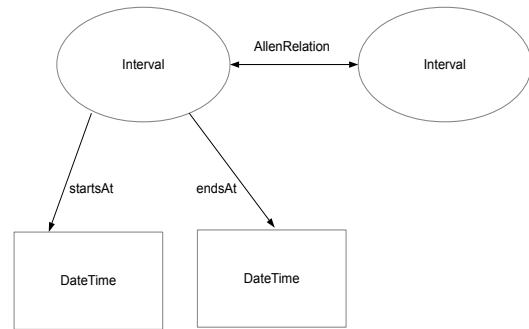 AllenRelation
Interval
Interval
startsAt
endsAt
DateTime
DateTime